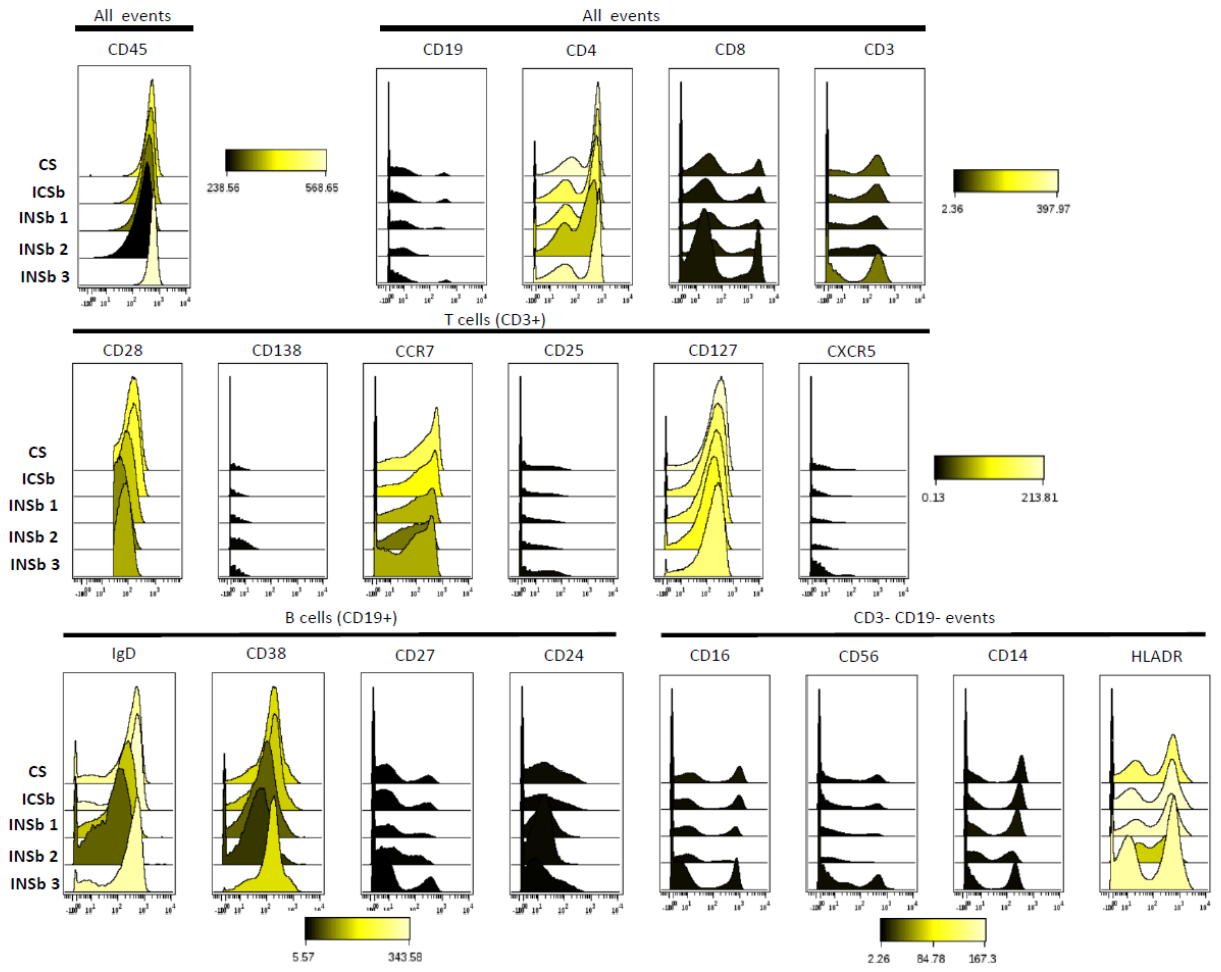 All events
All events
CD45
CD19
CD4
CD8
CD3
CS
ICSb
INSb 1
INSb 2
INSb 3
238.56
568.65
2.36
397.97
T cells (CD3+)
CD28
CD138
CCR7
CD25
CD127
CXCR5
CS
ICSb
INSb 1
INSb 2
INSb 3
0.13
213.81
B cells (CD19+)
CD3- CD19- events
IgD
CD38
CD27
CD24
CD16
CD56
CD14
HLADR
CS
ICSb
INSb 1
INSb 2
INSb 3
5.57
343.58
2.26
84.78
167.3